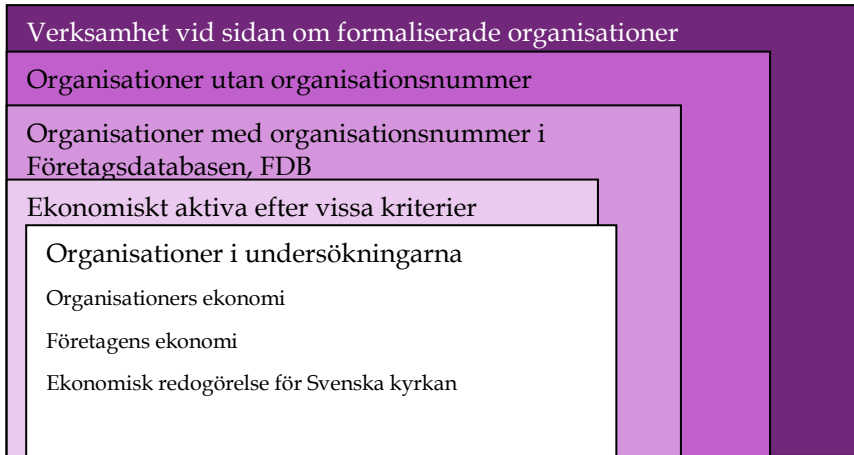 Verksamhet vid sidan om formaliserade organisationer
Organisationer utan organisationsnummer
Organisationer med organisationsnummer i
Företagsdatabasen, FDB
Ekonomiskt aktiva efter vissa kriterier
Organisationer i undersökningarna
Organisationers ekonomi
Företagens ekonomi
Ekonomisk redogörelse för Svenska kyrkan